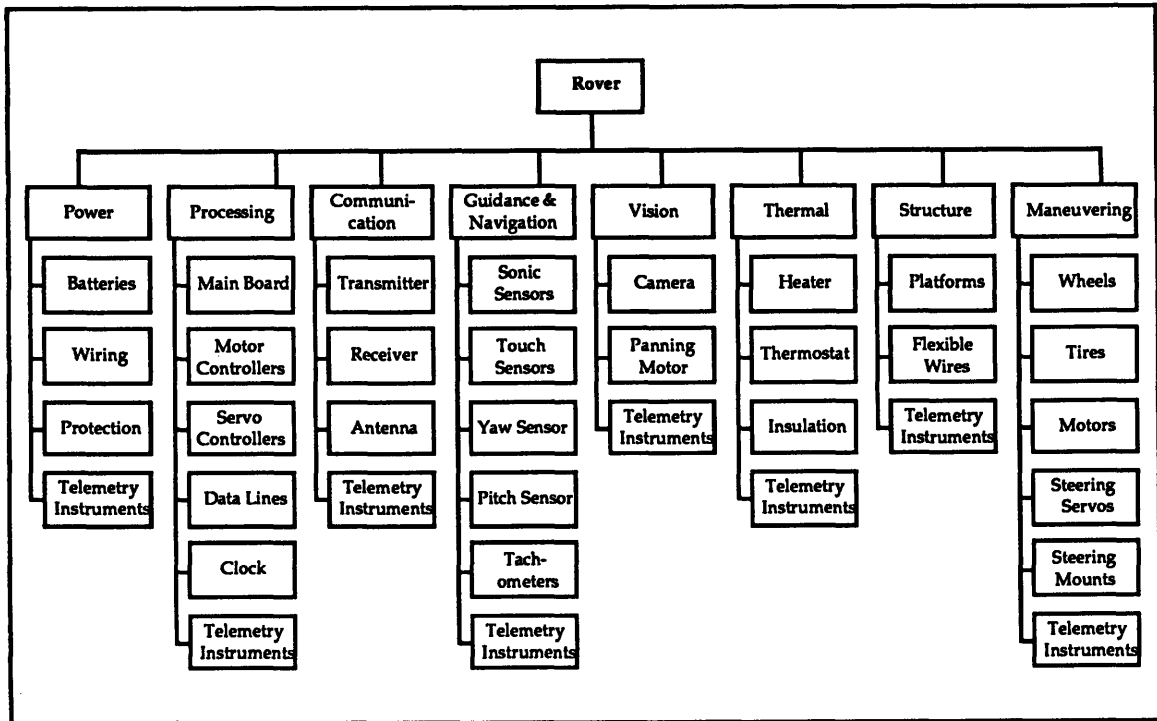 Rover
Power
Processing
Communi-
cation
Guidance &
Navigation
Vision
Thermal
Structure
Maneuvering
Batteries
Wiring
Protection
Telemetry
Instruments
Main Board
Motor
Controllers
Servo
Controllers
Data Lines
Clock
Telemetry
Instruments
Transmitter
Receiver
Antenna
Telemetry
Instruments
Sonic
Sensors
Touch
Sensors
Yaw Sensor
Pitch Sensor
Tach-
ometers
Telemetry
Instruments
Camera
Panning
Motor
Telemetry
Instruments
Heater
Thermostat
Insulation
Telemetry
Instruments
Platforms
Flexible
Wires
Telemetry
Instruments
Wheels
Tires
Motors
Steering
Servos
Steering
Mounts
Telemetry
Instruments